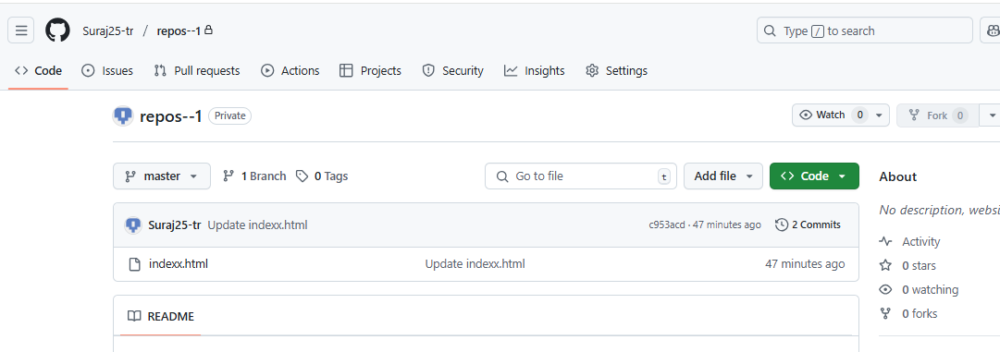 Suraj25-tr / repos--1
Type / to search
Code Issues Pull requests Actions Projects Security Insights Settings
repos--1 Private
Watch 0 Fork 0
master 1 Branch 0 Tags Go to file t Add file Code
About
Suraj25-tr Update indexx.html c953acd · 47 minutes ago 2 Commits
No description, websi
indexx.html Update indexx.html 47 minutes ago
Activity
0 stars
0 watching
0 forks
README